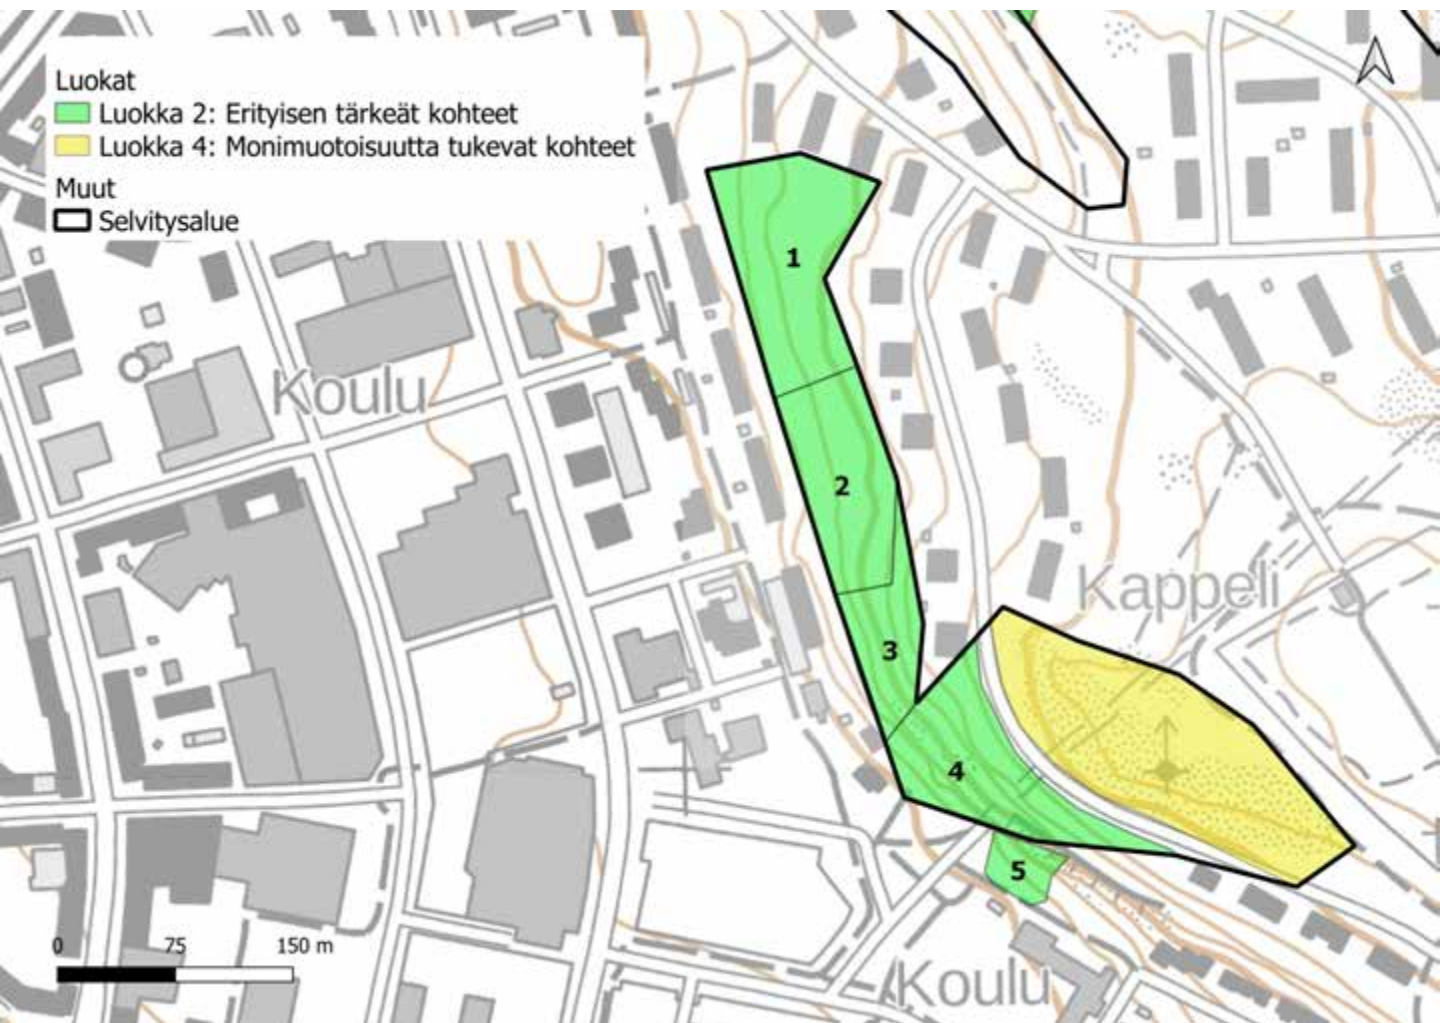 Luokat
Luokka 2: Erityisen tärkeät kohteet
Luokka 4: Monimuotoisuutta tukevat kohteet
Muut
Selvitysalue
1
Koulu
2
Kappeli
3
4
5
0 75 150 m
Koulu